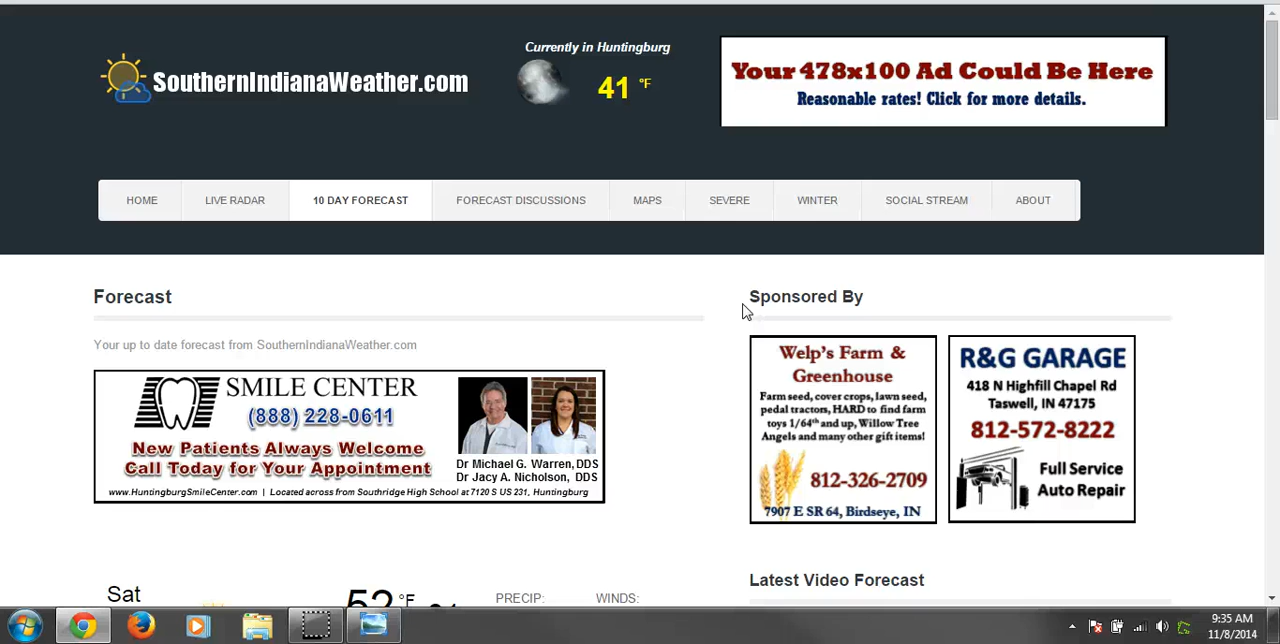 Currently in Huntingburg
SouthernIndianaWeather.com
41 °F
Your 478x100 Ad Could Be Here
Reasonable rates! Click for more details.
HOME
LIVE RADAR
10 DAY FORECAST
FORECAST DISCUSSIONS
MAPS
SEVERE
WINTER
SOCIAL STREAM
ABOUT
Forecast
Your up to date forecast from SouthernIndianaWeather.com
SMILE CENTER
(888) 228-0611
New Patients Always Welcome
Call Today for Your Appointment
Dr Michael G. Warren, DDS
Dr Jacy A. Nicholson, DDS
www.HuntingburgSmileCenter.com | Located across from Southridge High School at 7120 S US 231, Huntingburg
Sponsored By
Welp's Farm &
Greenhouse
Farm seed, cover crops, lawn seed,
pedal tractors, HARD to find farm
toys 1/64th and up, Willow Tree
Angels and many other gift items!
812-326-2709
7907 E SR 64, Birdseye, IN
R&G GARAGE
418 N Highfill Chapel Rd
Taswell, IN 47175
812-572-8222
Full Service
Auto Repair
Sat
52 °F
PRECIP:
WINDS:
Latest Video Forecast
9:35 AM
11/8/2014